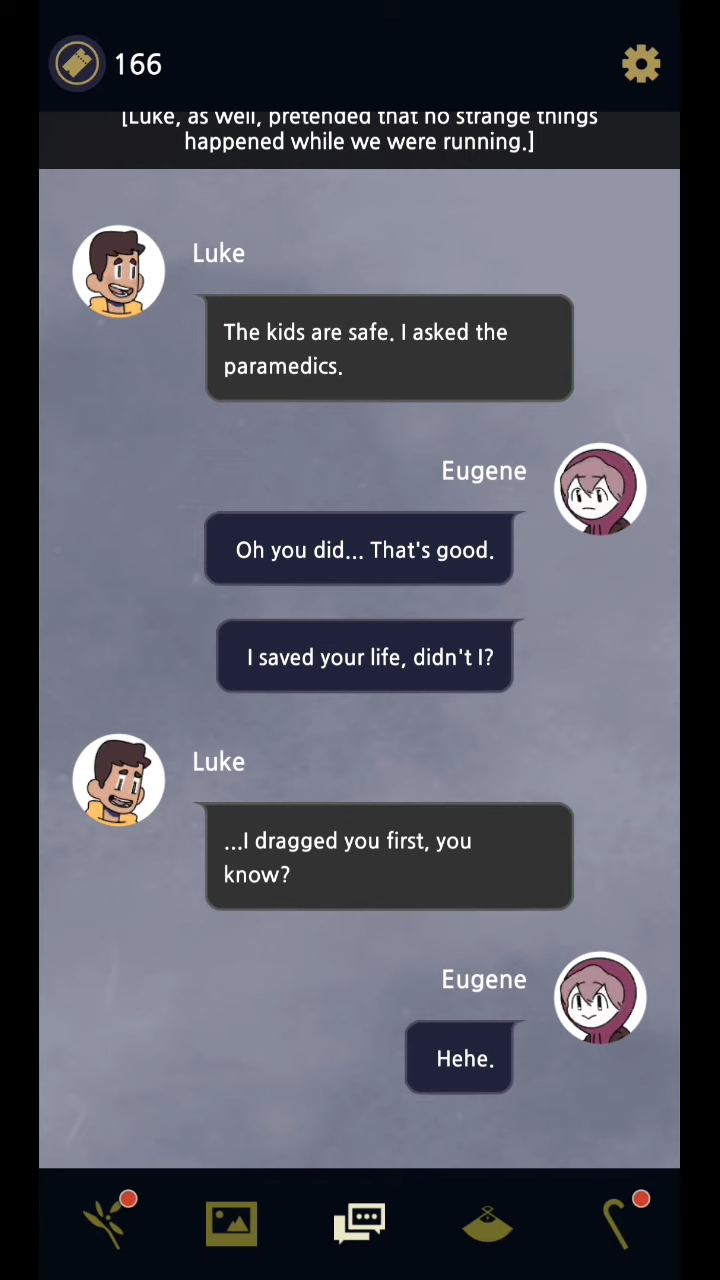 166
[Luke, as well, pretended that no strange things
happened while we were running.]
Luke
The kids are safe. I asked the
paramedics.
Eugene
Oh you did... That's good.
I saved your life, didn't I?
Luke
...I dragged you first, you
know?
Eugene
Hehe.